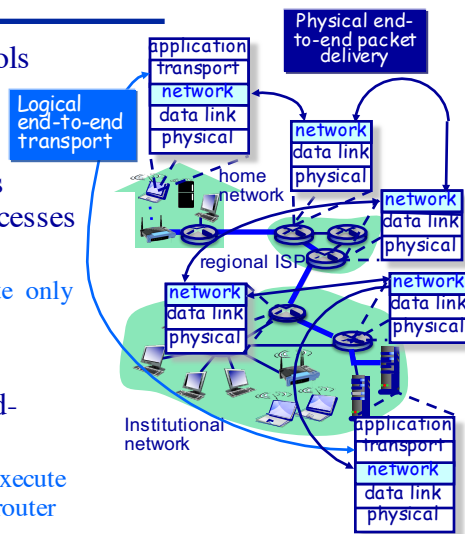 ols
s
cesses
te only
d-
xecute
router
Physical end-
to-end packet
delivery
Logical
end-to-end
transport
application
transport
network
data link
physical
network
data link
physical
home
network
network
data link
physical
regional ISP
network
data link
physical
network
data link
physical
Institutional
network
application
transport
network
data link
physical